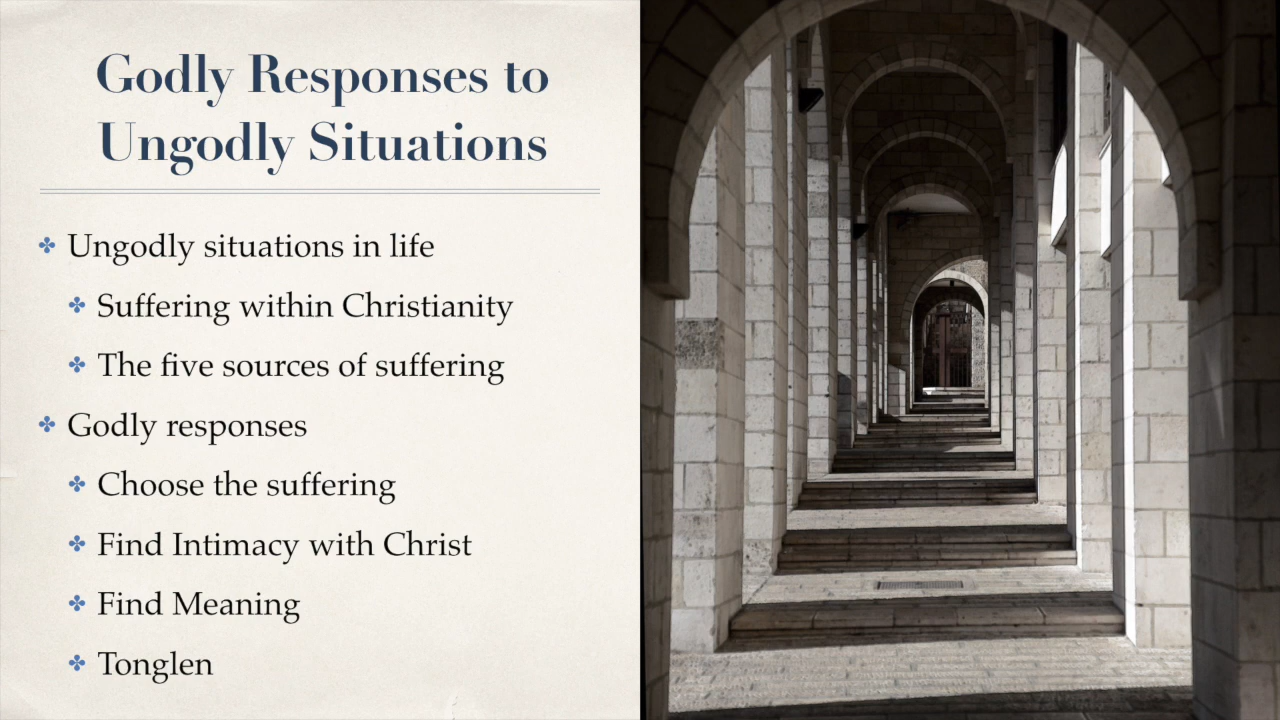 Godly Responses to
Ungodly Situations
Ungodly situations in life
Suffering within Christianity
The five sources of suffering
Godly responses
Choose the suffering
Find Intimacy with Christ
Find Meaning
Tonglen